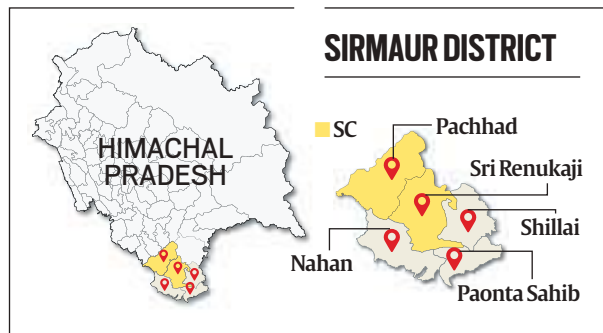 HIMACHAL
PRADESH
SIRMAUR DISTRICT
SC
Pachhad
Sri Renukaji
Shillai
Nahan
Paonta Sahib